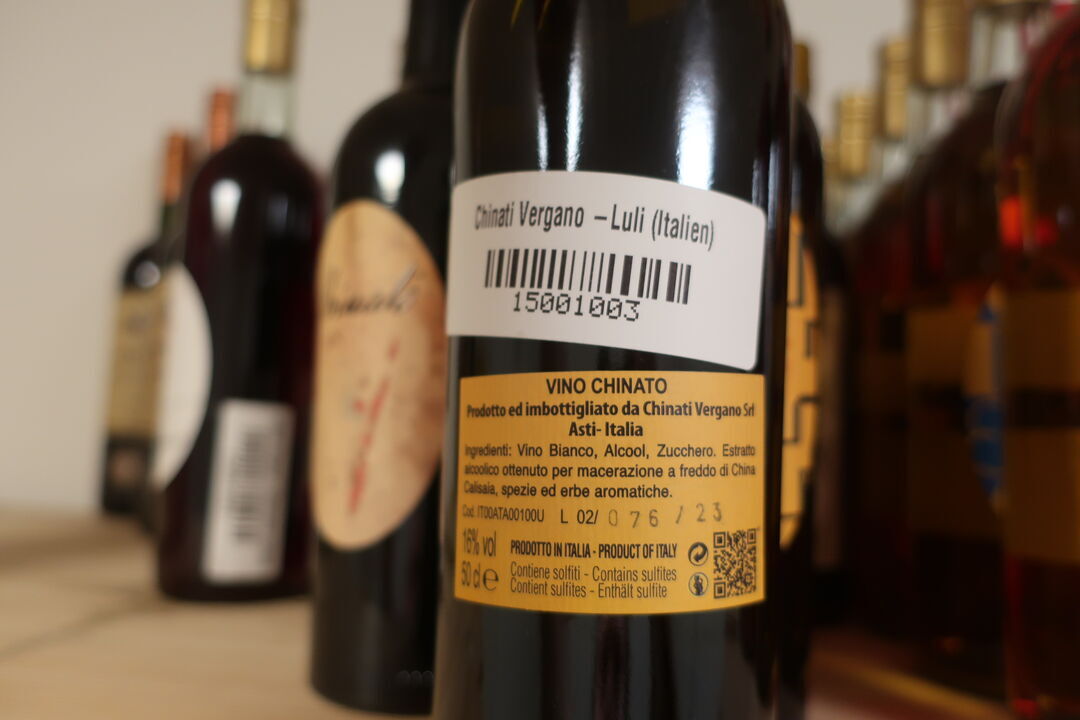 Chinati Vergano – Luli (Italien)
15001003
VINO CHINATO
Prodotto ed imbottigliato da Chinati Vergano Srl
Asti- Italia
Ingredienti: Vino Bianco, Alcool, Zucchero. Estratto
alcoolico ottenuto per macerazione a freddo di China
Calisaia, spezie ed erbe aromatiche.
Cod. IT00ATA00100U L 02/ 076 / 23
16% vol
50 cl e
PRODOTTO IN ITALIA - PRODUCT OF ITALY
Contiene solfiti - Contains sulfites
Contient sulfites - Enthält sulfite